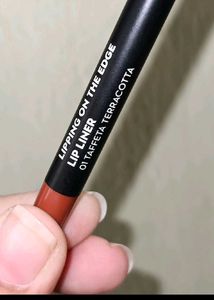 LIPPING ON THE EDGE
LIP LINER
01 TAFFETA TERRACOTTA